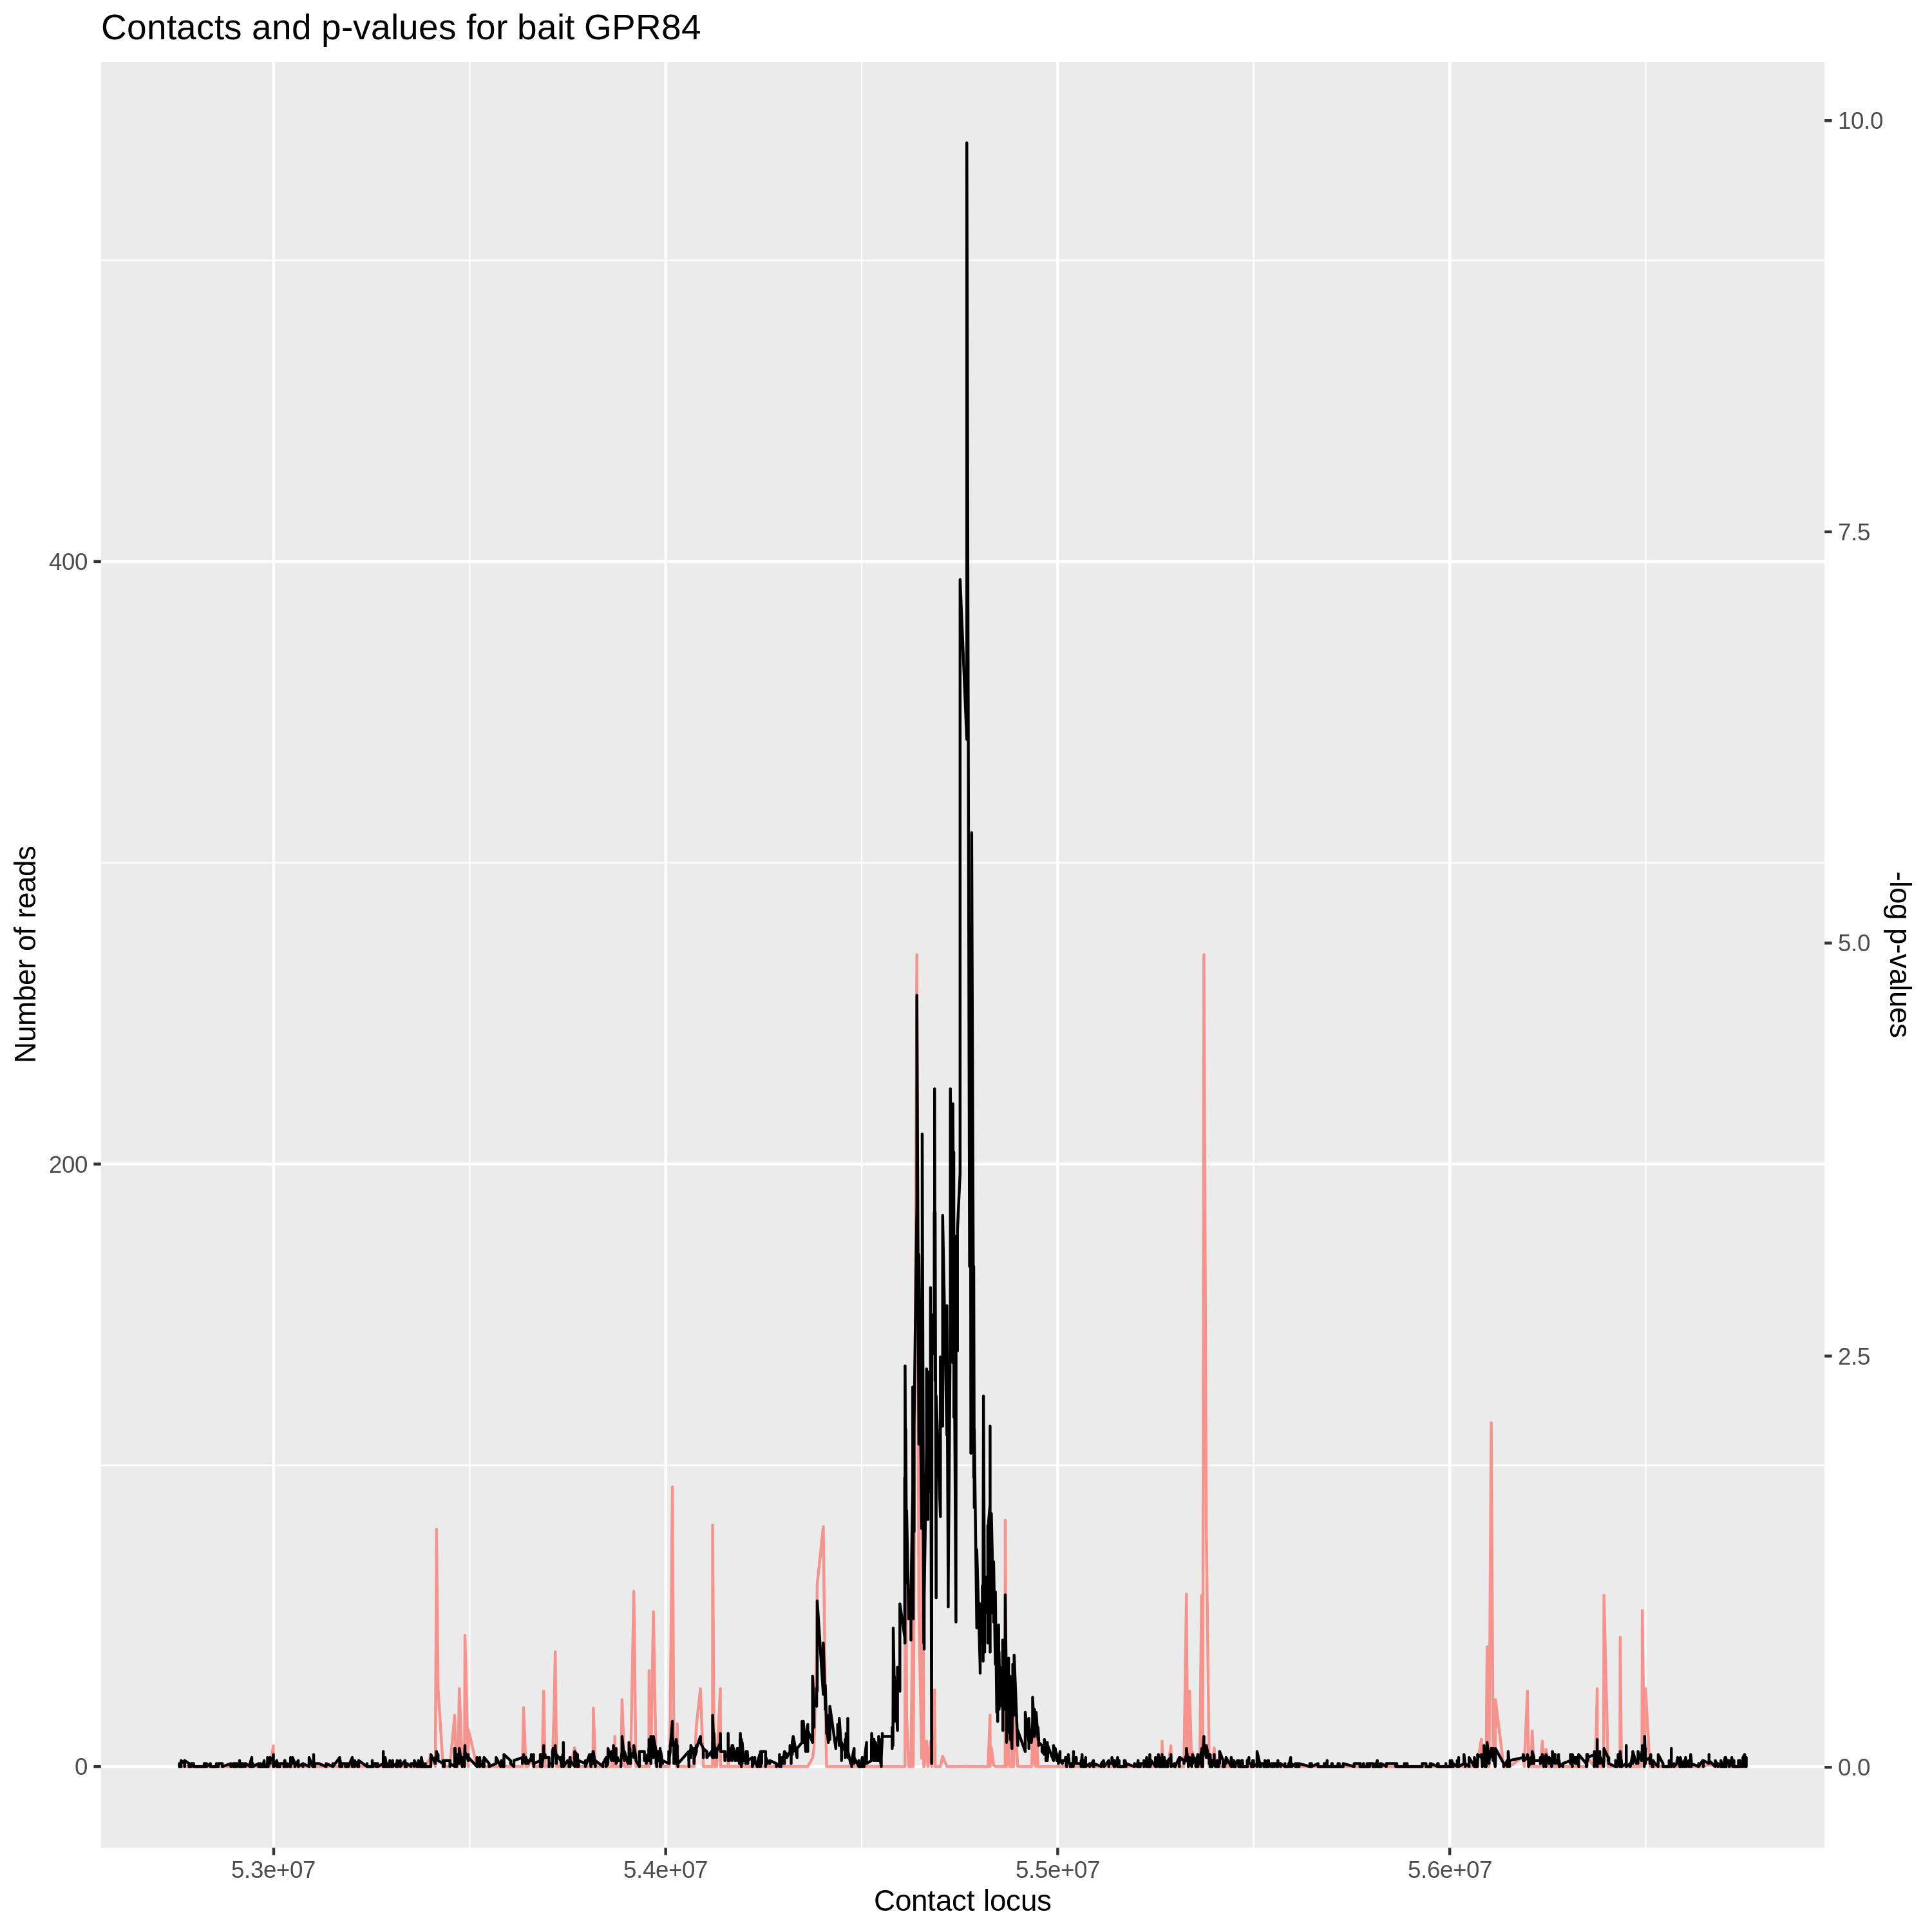 Contacts and p-values for bait GPR84
10.0
7.5
5.0
2.5
0.0
400
200
0
Number of reads
-log p-values
5.3e+07
5.4e+07
5.5e+07
5.6e+07
Contact locus